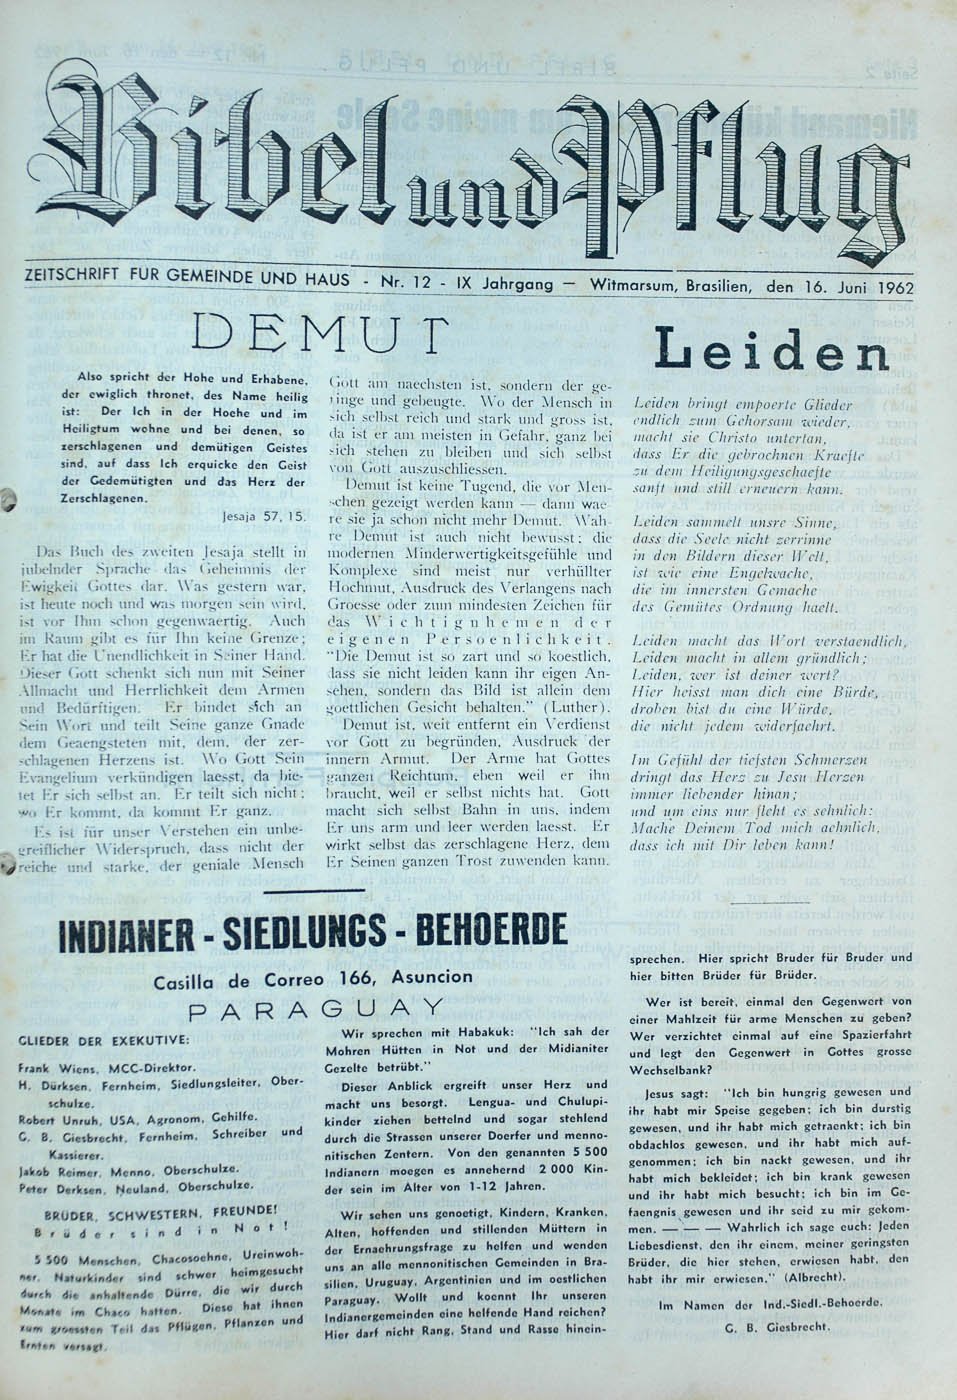 Bibel und Pflug
ZEITSCHRIFT FÜR GEMEINDE UND HAUS - Nr. 12 - IX Jahrgang — Witmarsum, Brasilien, den 16. Juni 1962
DEMUT
Also spricht der Hohe und Erhabene,
der ewiglich thronet, des Name heilig
ist: Der Ich in der Hoehe und im
Heiligtum wohne und bei denen, so
zerschlagenen und demütigen Geistes
sind, auf dass Ich erquicke den Geist
der Gedemütigten und das Herz der
Zerschlagenen.
Jesaja 57, 15.
Das Buch des zweiten Jesaja stellt in
jubelnder Sprache das Geheimnis der
Ewigkeit Gottes dar. Was gestern war,
ist heute noch und was morgen sein wird,
ist vor Ihm schon gegenwaertig. Auch
im Raum gibt es für Ihn keine Grenze;
Er hat die Unendlichkeit in Seiner Hand.
Dieser Gott schenkt sich nun mit Seiner
Allmacht und Herrlichkeit dem Armen
und Bedürftigen. Er bindet sich an
Sein Wort und teilt Seine ganze Gnade
dem Geaengsteten mit, dem, der zer-
schlagenen Herzens ist. Wo Gott Sein
Evangelium verkündigen laesst, da bie-
tet Er sich selbst an. Er teilt sich nicht;
wo Er kommt, da kommt Er ganz.
Es ist für unser Verstehen ein unbe-
greiflicher Widerspruch, dass nicht der
reiche und starke, der geniale Mensch
Gott am naechsten ist, sondern der ge-
ringe und gebeugte. Wo der Mensch in
sich selbst reich und stark und gross ist,
da ist er am meisten in Gefahr, ganz bei
sich stehen zu bleiben und sich selbst
von Gott auszuschliessen.
Demut ist keine Tugend, die vor Men-
schen gezeigt werden kann — dann wae-
re sie ja schon nicht mehr Demut. Wah-
re Demut ist auch nicht bewusst; die
modernen Minderwertigkeitsgefühle und
Komplexe sind meist nur verhüllter
Hochmut, Ausdruck des Verlangens nach
Groesse oder zum mindesten Zeichen für
das Wichtignhemen der
eigenen Persoenlichkeit.
"Die Demut ist so zart und so koestlich,
dass sie nicht leiden kann ihr eigen An-
sehen, sondern das Bild ist allein dem
goettlichen Gesicht behalten." (Luther).
Demut ist, weit entfernt ein Verdienst
vor Gott zu begründen, Ausdruck der
innern Armut. Der Arme hat Gottes
ganzen Reichtum, eben weil er ihn
braucht, weil er selbst nichts hat. Gott
macht sich selbst Bahn in uns, indem
Er uns arm und leer werden laesst. Er
wirkt selbst das zerschlagene Herz, dem
Er Seinen ganzen Trost zuwenden kann.
Leiden
Leiden bringt empoerte Glieder
endlich zum Gehorsam wieder,
macht sie Christo untertan,
dass Er die gebrochnen Kraefte
zu dem Heiligungsgeschaefte
sanft und still erneuern kann.
Leiden sammelt unsre Sinne,
dass die Seele nicht zerrinne
in den Bildern dieser Welt,
ist wie eine Engelwache,
die im innersten Gemache
des Gemütes Ordnung haelt.
Leiden macht das Wort verstaendlich,
Leiden macht in allem gründlich;
Leiden, wer ist deiner wert?
Hier heisst man dich eine Bürde,
droben bist du eine Würde,
die nicht jedem widerfaehrt.
Im Gefühl der tiefsten Schmerzen
dringt das Herz zu Jesu Herzen
immer liebender hinan;
und um eins nur fleht es sehnlich:
Mache Deinem Tod mich aehnlich,
dass ich mit Dir leben kann!
INDIANER - SIEDLUNGS - BEHOERDE
Casilla de Correo 166, Asuncion
PARAGUAY
GLIEDER DER EXEKUTIVE:
Frank Wiens, MCC-Direktor.
H. Dürksen, Fernheim, Siedlungsleiter, Ober-
schulze.
Robert Unruh, USA, Agronom, Gehilfe.
G. B. Giesbrecht, Fernheim, Schreiber und
Kassierer.
Jakob Reimer, Menno, Oberschulze.
Peter Derksen, Neuland, Oberschulze.
BRÜDER, SCHWESTERN, FREUNDE!
Brüder sind in Not!
5 500 Menschen, Chacosoehne, Ureinwoh-
ner, Naturkinder sind schwer heimgesucht
durch die anhaltende Dürre, die wir durch
Monate im Chaco hatten. Diese hat ihnen
zum groessten Teil das Pflügen, Pflanzen und
Ernten versagt.
Wir sprechen mit Habakuk: "Ich sah der
Mohren Hütten in Not und der Midianiter
Gezelte betrübt."
Dieser Anblick ergreift unser Herz und
macht uns besorgt. Lengua- und Chulupi-
kinder ziehen bettelnd und sogar stehlend
durch die Strassen unserer Doerfer und menno-
nitischen Zentern. Von den genannten 5 500
Indianern moegen es annehernd 2 000 Kin-
der sein im Alter von 1-12 Jahren.
Wir sehen uns genoetigt, Kindern, Kranken,
Alten, hoffenden und stillenden Müttern in
der Ernaehrungsfrage zu helfen und wenden
uns an alle mennonitischen Gemeinden in Bra-
silien, Uruguay, Argentinien und im oestlichen
Paraguay. Wollt und koennt Ihr unseren
Indianergemeinden eine helfende Hand reichen?
Hier darf nicht Rang, Stand und Rasse hinein-
sprechen. Hier spricht Bruder für Bruder und
hier bitten Brüder für Brüder.
Wer ist bereit, einmal den Gegenwert von
einer Mahlzeit für arme Menschen zu geben?
Wer verzichtet einmal auf eine Spazierfahrt
und legt den Gegenwert in Gottes grosse
Wechselbank?
Jesus sagt: "Ich bin hungrig gewesen und
ihr habt mir Speise gegeben; ich bin durstig
gewesen, und ihr habt mich getraenkt; ich bin
obdachlos gewesen, und ihr habt mich auf-
genommen; ich bin nackt gewesen, und ihr
habt mich bekleidet; ich bin krank gewesen
und ihr habt mich besucht; ich bin im Ge-
faengnis gewesen und ihr seid zu mir gekom-
men. — — — Wahrlich ich sage euch: Jeden
Liebesdienst, den ihr einem, meiner geringsten
Brüder, die hier stehen, erwiesen habt, den
habt ihr mir erwiesen." (Albrecht).
Im Namen der Ind.-Siedl.-Behoerde.
G. B. Giesbrecht.